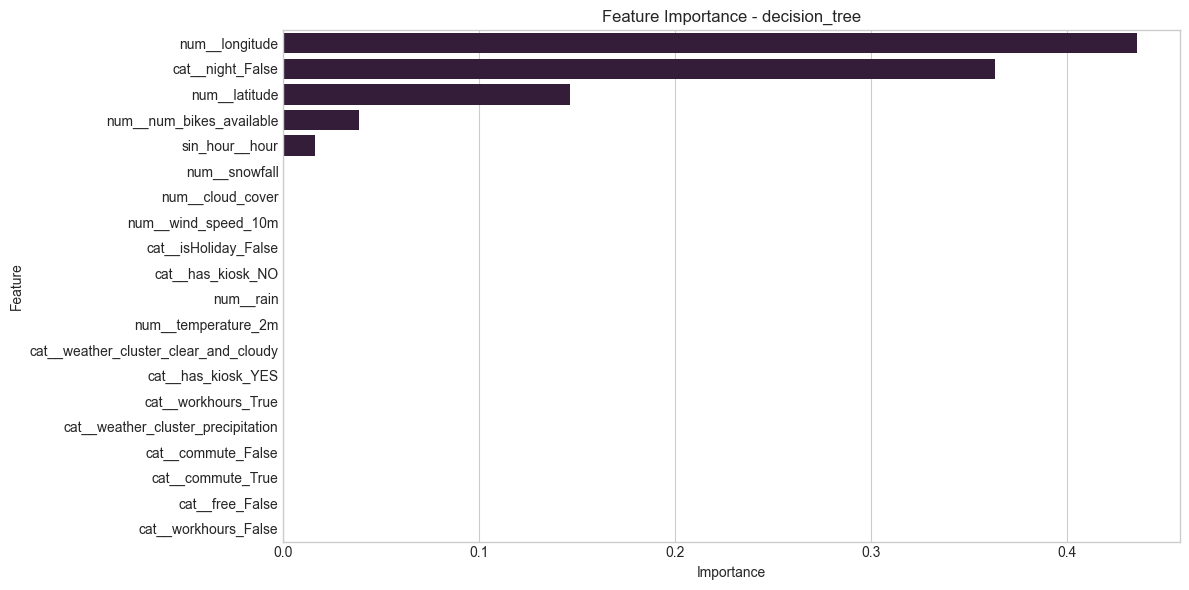 Feature Importance - decision_tree
Feature
num__longitude
cat__night_False
num__latitude
num__num_bikes_available
sin_hour__hour
num__snowfall
num__cloud_cover
num__wind_speed_10m
cat__isHoliday_False
cat__has_kiosk_NO
num__rain
num__temperature_2m
cat__weather_cluster_clear_and_cloudy
cat__has_kiosk_YES
cat__workhours_True
cat__weather_cluster_precipitation
cat__commute_False
cat__commute_True
cat__free_False
cat__workhours_False
0.0 0.1 0.2 0.3 0.4
Importance